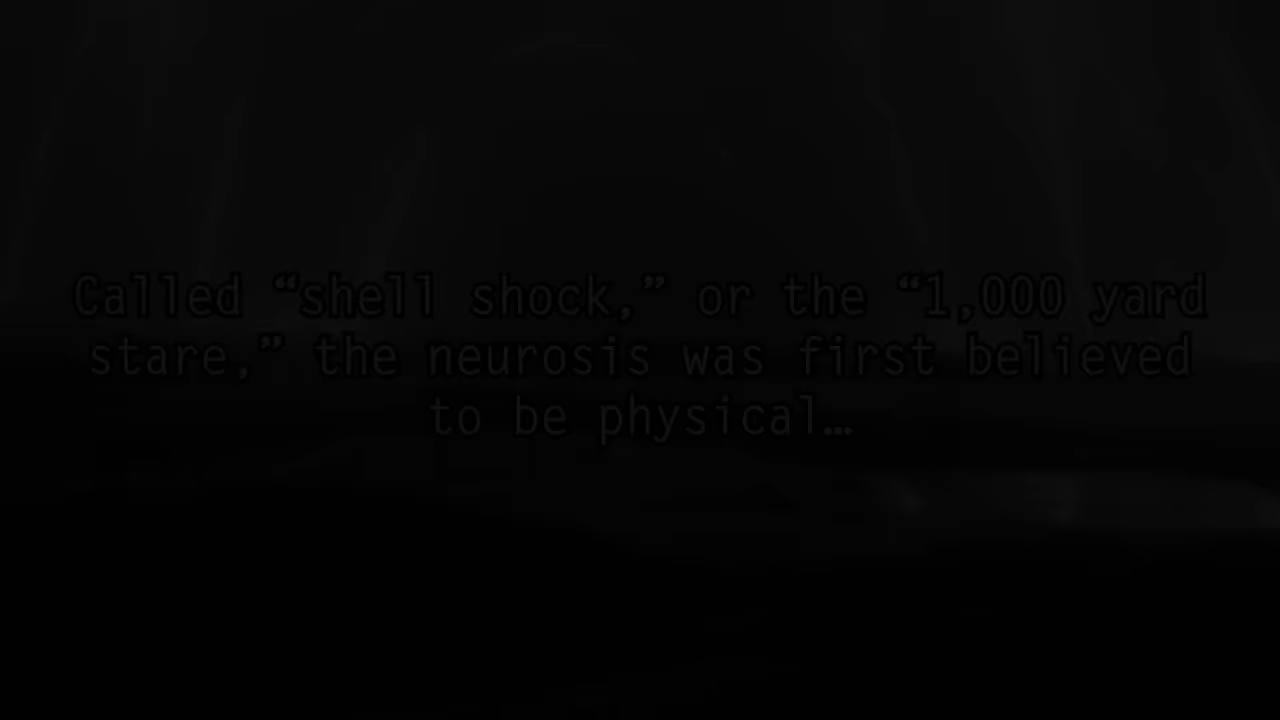 Called “shell shock,” or the “1,000 yard
stare,” the neurosis was first believed
to be physical…